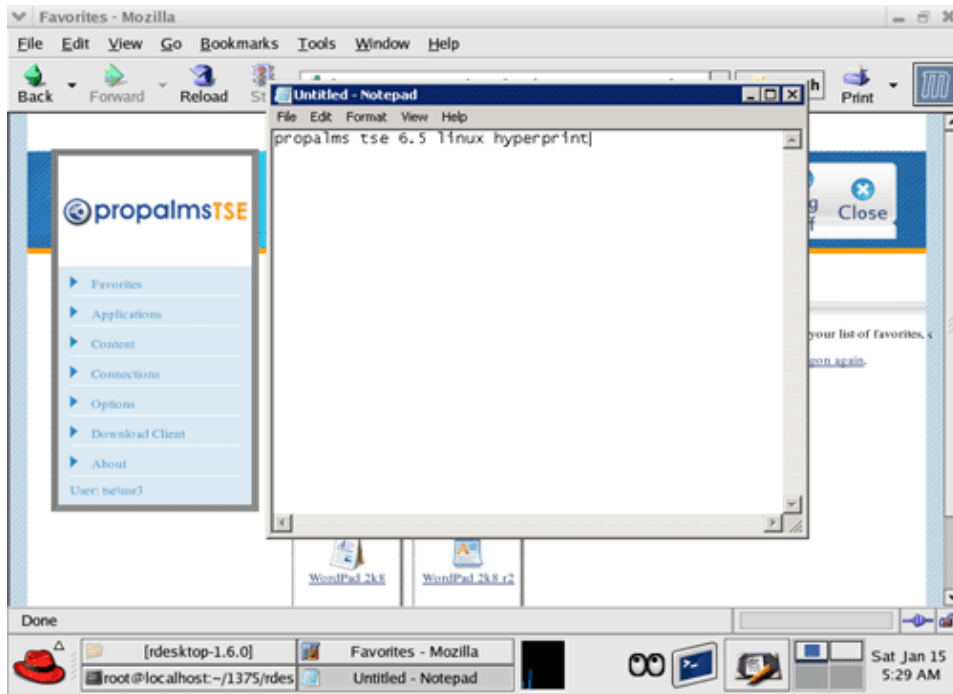 Favorites - Mozilla
File Edit View Go Bookmarks Tools Window Help
Back Forward Reload St Print
Untitled - Notepad
File Edit Format View Help
propalms tse 6.5 linux hyperprint
propalmsTSE
Close
Favorites
Applications
Content
Connections
Options
Download Client
About
User: tse\usr3
your list of favorites,
gon again.
WordPad 2k8 WordPad 2k8 r2
Done
[rdesktop-1.6.0] Favorites - Mozilla
root@localhost:~/1375/rdes Untitled - Notepad
Sat Jan 15
5:29 AM